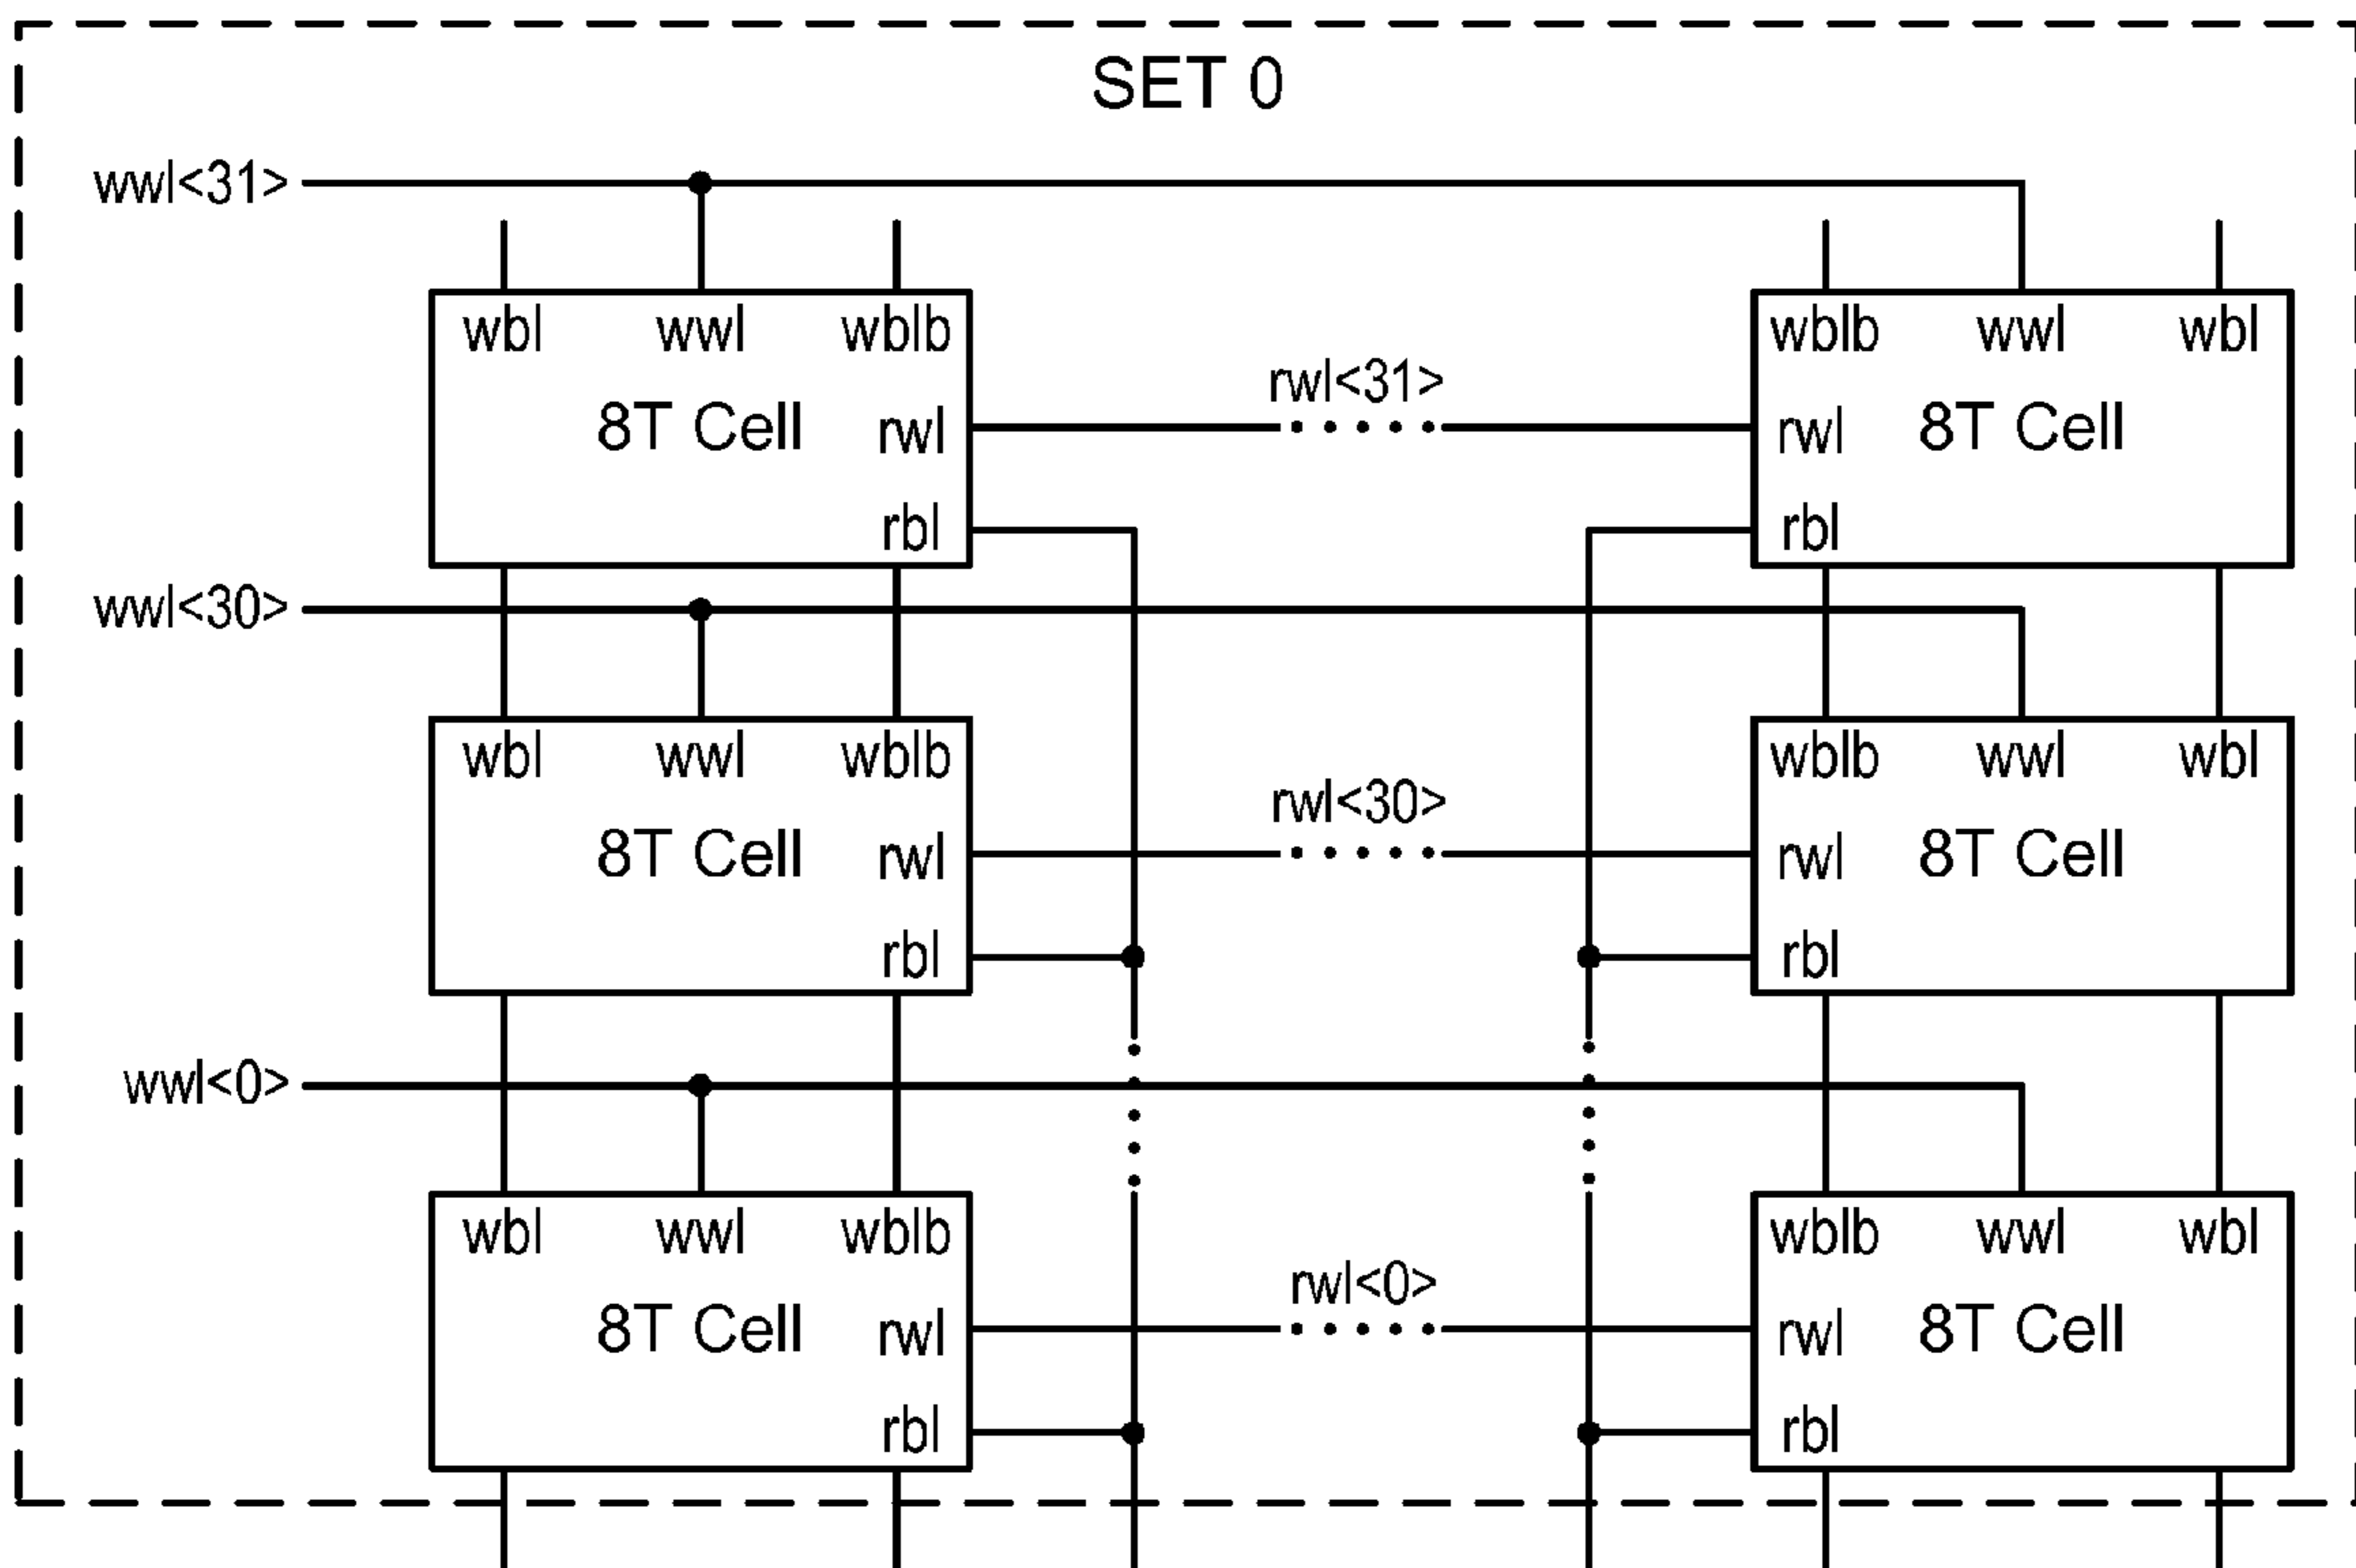 SET 0
wwl<31>
wbl wwl wblb
8T Cell
rwl
rbl
rwl<31>
wblb wwl wbl
rwl
8T Cell
rbl
wwl<30>
wbl wwl wblb
8T Cell
rwl
rbl
rwl<30>
wblb wwl wbl
rwl
8T Cell
rbl
wwl<0>
wbl wwl wblb
8T Cell
rwl
rbl
rwl<0>
wblb wwl wbl
rwl
8T Cell
rbl